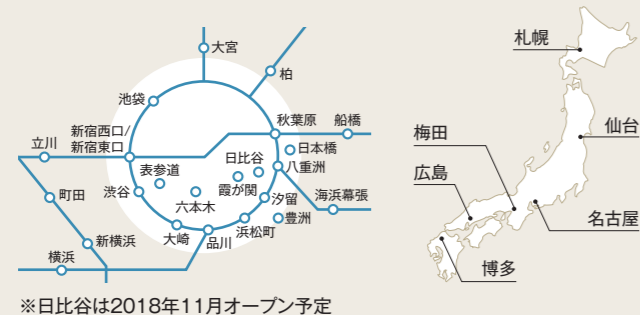 大宮
柏
池袋
新宿西口/
新宿東口
秋葉原
船橋
立川
日本橋
表参道
日比谷
八重洲
渋谷
霞が関
町田
六本木
汐留
海浜幕張
豊洲
新横浜
大崎
品川
浜松町
横浜
※日比谷は2018年11月オープン予定
札幌
仙台
梅田
広島
名古屋
博多